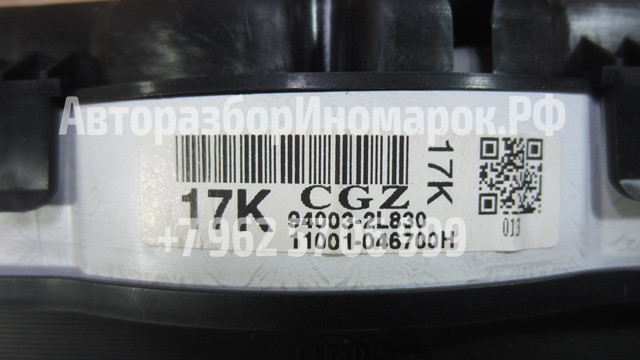 АвторазборИномарок.РФ
17K
17K CGZ
94003-2L830
11001-046700H
013